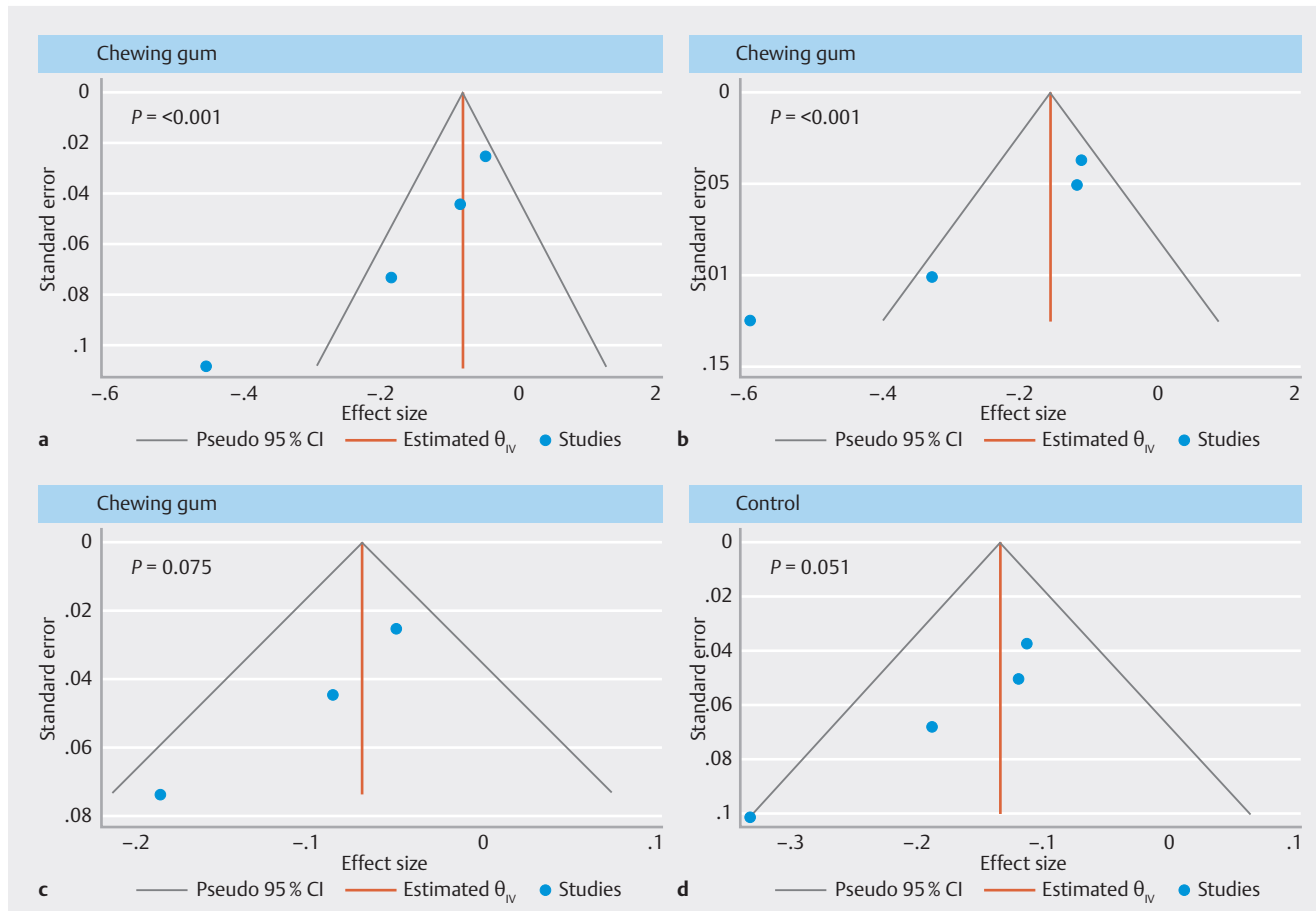 Chewing gum
P = <0.001
Standard error
0
.02
.04
.06
.08
.1
–.6 –.4 –.2 0 2
Effect size
a Pseudo 95 % CI Estimated θIV Studies
Chewing gum
P = <0.001
Standard error
0
.05
.01
.15
–.6 –.4 –.2 0 2
Effect size
b Pseudo 95 % CI Estimated θIV Studies
Chewing gum
P = 0.075
Standard error
0
.02
.04
.06
.08
–.2 –.1 0 .1
Effect size
c Pseudo 95 % CI Estimated θIV Studies
Control
P = 0.051
Standard error
0
.02
.04
.06
.08
.1
–.3 –.2 –.1 0 .1
Effect size
d Pseudo 95 % CI Estimated θIV Studies